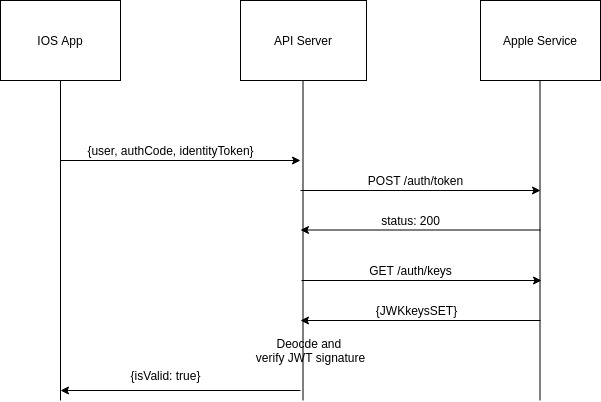 IOS App
API Server
Apple Service
{user, authCode, identityToken}
POST /auth/token
status: 200
GET /auth/keys
{JWKkeysSET}
Deocde and
verify JWT signature
{isValid: true}